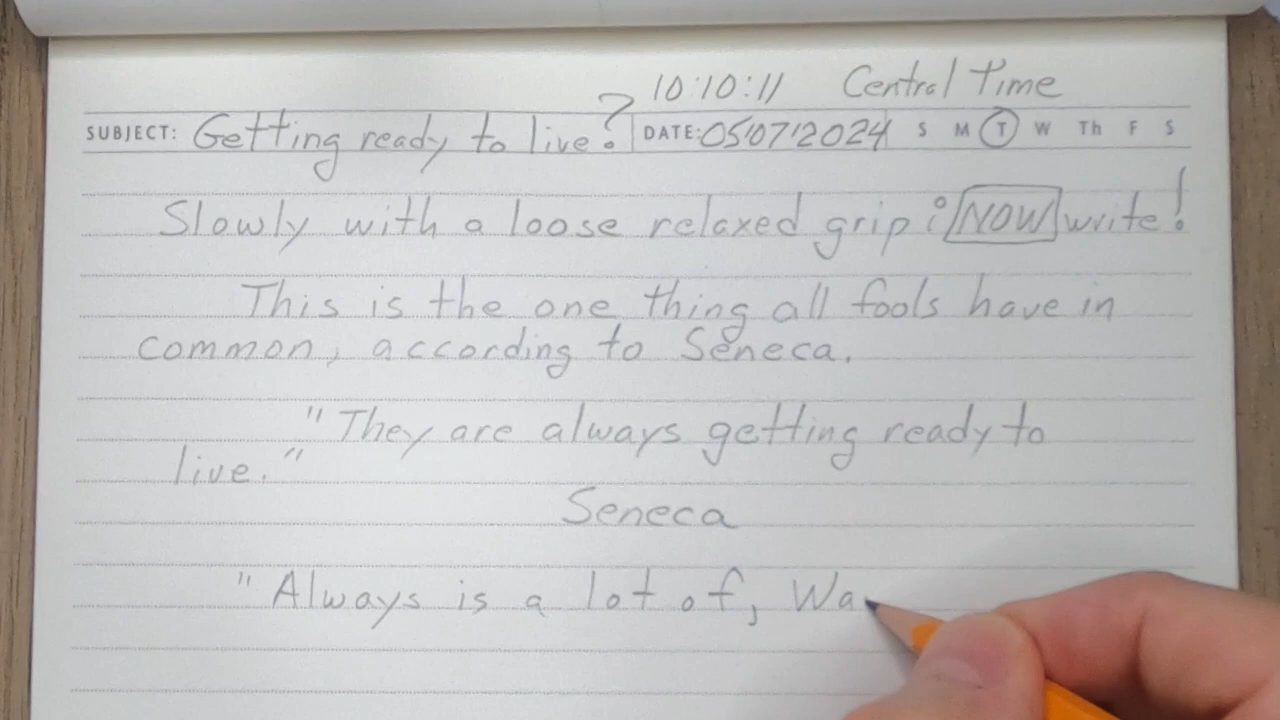 10:10:11 Central Time
SUBJECT: Getting ready to live? DATE: 05'07'2024 S M T W Th F S
Slowly with a loose relaxed grip: NOW write!
This is the one thing all fools have in
common, according to Seneca.
"They are always getting ready to
live."
Seneca
"Always is a lot of, Wa